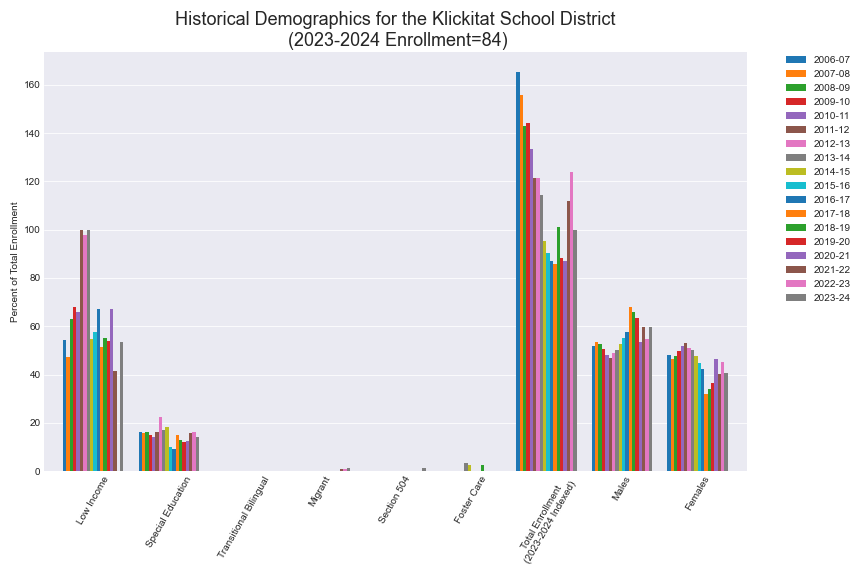 Historical Demographics for the Klickitat School District
(2023-2024 Enrollment=84)
Percent of Total Enrollment
160
140
120
100
80
60
40
20
0
Low Income
Special Education
Transitional Bilingual
Migrant
Section 504
Foster Care
Total Enrollment
(2023-2024 Indexed)
Males
Females
2006-07
2007-08
2008-09
2009-10
2010-11
2011-12
2012-13
2013-14
2014-15
2015-16
2016-17
2017-18
2018-19
2019-20
2020-21
2021-22
2022-23
2023-24